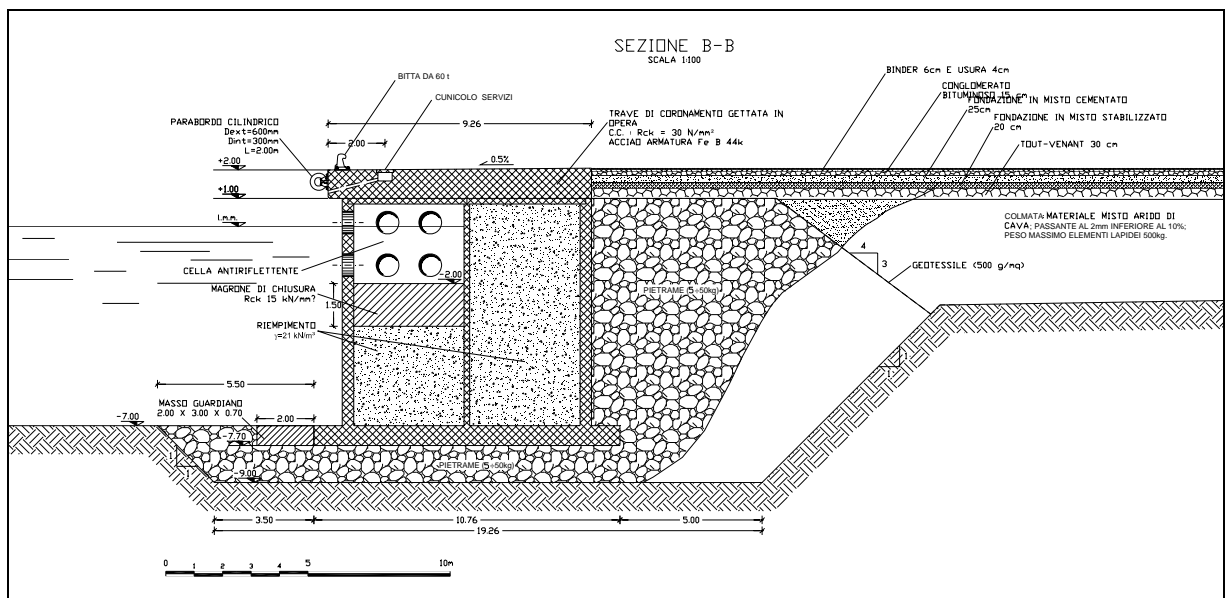 SEZIONE B-B
SCALA 1:100
BITTA DA 60 t
CUNICOLO SERVIZI
PARABORDO CILINDRICO
Dext=600mm
Dint=300mm
L=2.00m
9.26
2.00
TRAVE DI CORONAMENTO GETTATA IN
OPERA
C.C. : Rck = 30 N/mm²
ACCIAO ARMATURA Fe B 44k
BINDER 6cm E USURA 4cm
CONGLOMERATO
BITUMINOSO 15 cm
FONDAZIONE IN MISTO CEMENTATO
25cm
FONDAZIONE IN MISTO STABILIZZATO
20 cm
TOUT-VENANT 30 cm
+2.00
0.5%
+1.00
l.m.m.
COLMATA: MATERIALE MISTO ARIDO DI
CAVA; PASSANTE AL 2mm INFERIORE AL 10%;
PESO MASSIMO ELEMENTI LAPIDEI 500kg.
4
3
GEOTESSILE (500 g/mq)
CELLA ANTIRIFLETTENTE
-2.00
MAGRONE DI CHIUSURA
Rck 15 kN/mm?
1.50
PIETRAME (5÷50kg)
RIEMPIMENTO
γ=21 kN/m³
1
1
5.50
MASSO GUARDIANO
2.00 X 3.00 X 0.70
2.00
-7.00
-7.70
1
1
-9.00
PIETRAME (5÷50kg)
3.50
10.76
5.00
19.26
0 1 2 3 4 5 10m